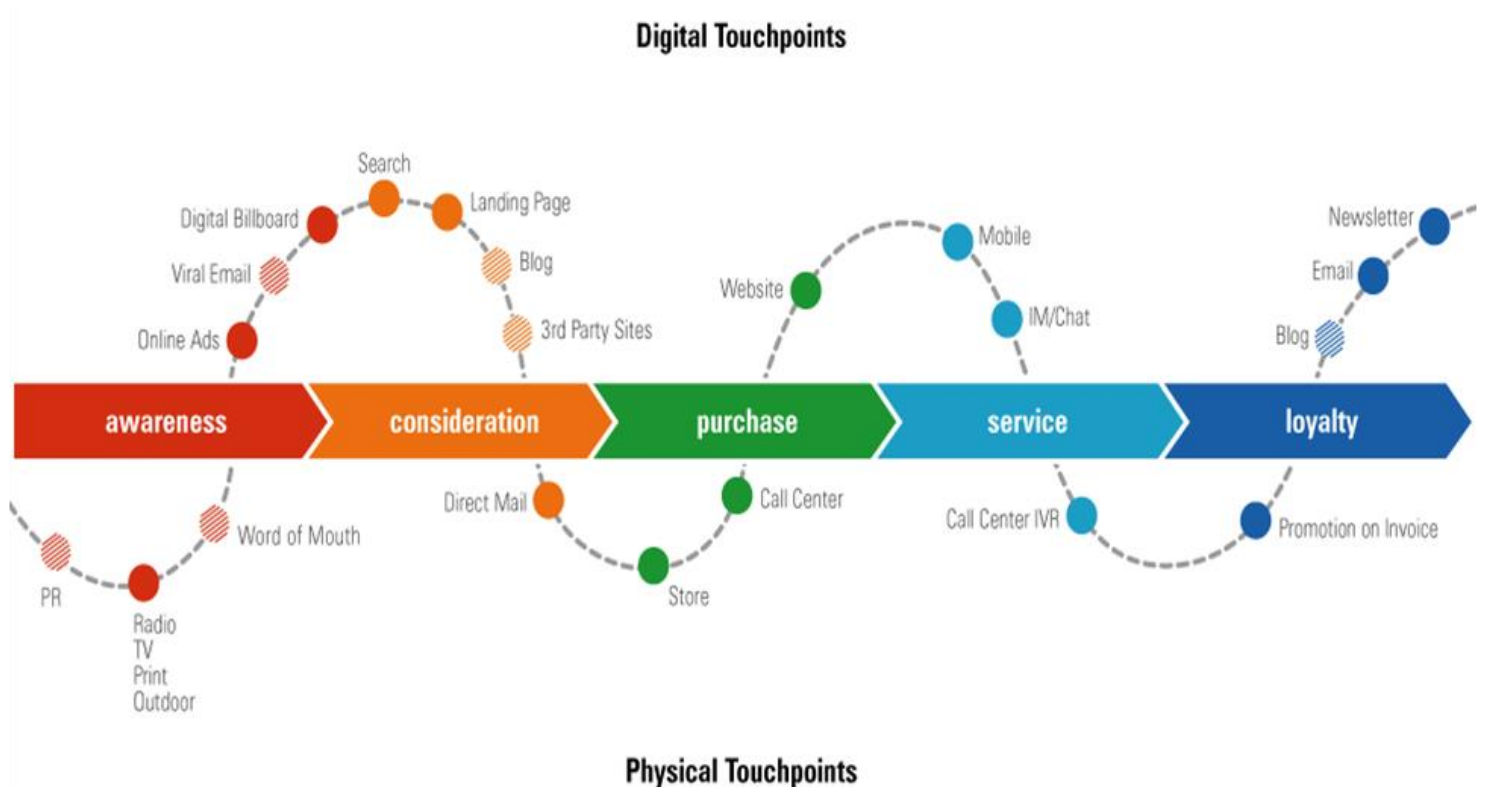 Digital Touchpoints
Search
Landing Page
Digital Billboard
Viral Email
Blog
Online Ads
3rd Party Sites
Website
Mobile
IM/Chat
Newsletter
Email
Blog
awareness
consideration
purchase
service
loyalty
PR
Radio
TV
Print
Outdoor
Word of Mouth
Direct Mail
Store
Call Center
Call Center IVR
Promotion on Invoice
Physical Touchpoints